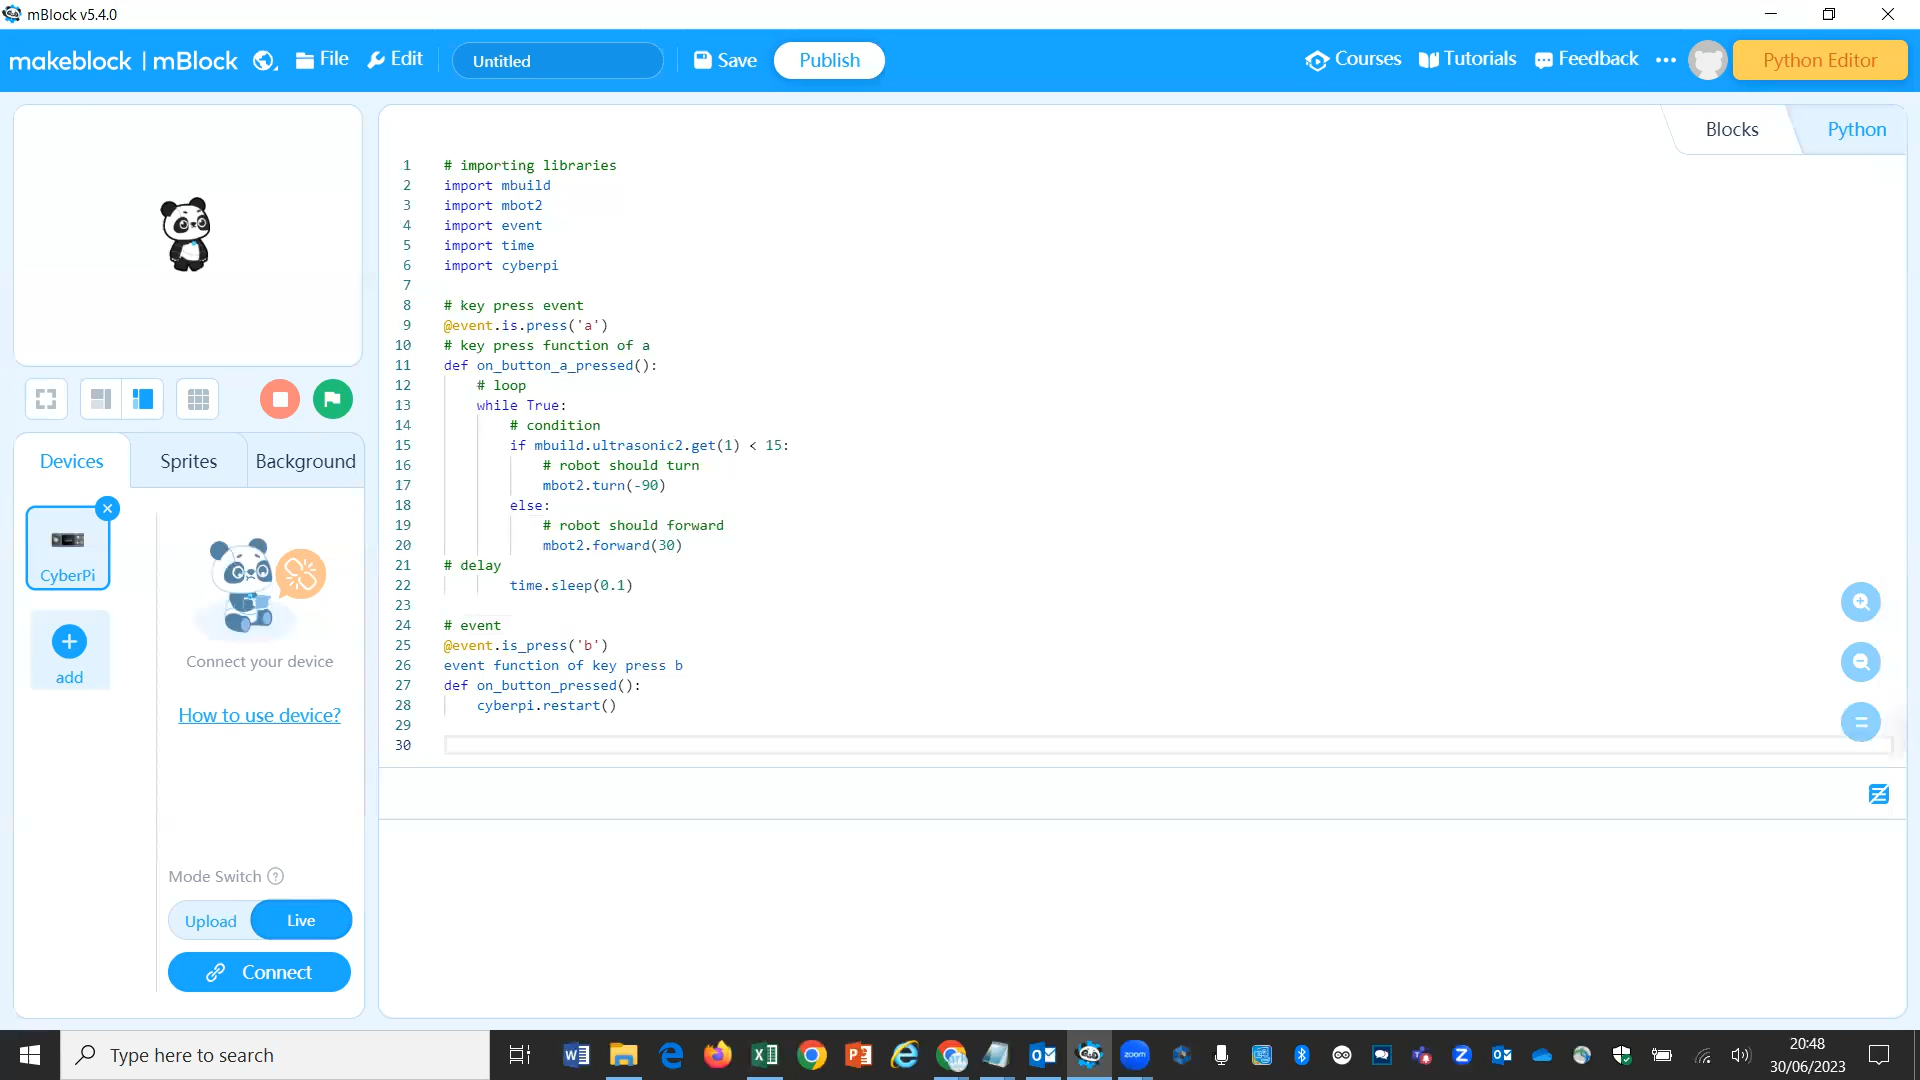 mBlock v5.4.0
makeblock | mBlock
File
Edit
Untitled
Save
Publish
Courses
Tutorials
Feedback
Python Editor
Blocks
Python
1 # importing libraries
2 import mbuild
3 import mbot2
4 import event
5 import time
6 import cyberpi
7
8 # key press event
9 @event.is.press('a')
10 # key press function of a
11 def on_button_a_pressed():
12 # loop
13 while True:
14 # condition
15 if mbuild.ultrasonic2.get(1) < 15:
16 # robot should turn
17 mbot2.turn(-90)
18 else:
19 # robot should forward
20 mbot2.forward(30)
21 # delay
22 time.sleep(0.1)
23
24 # event
25 @event.is_press('b')
26 event function of key press b
27 def on_button_pressed():
28 cyberpi.restart()
29
30
Devices
Sprites
Background
CyberPi
add
Connect your device
How to use device?
Mode Switch ?
Upload
Live
Connect
Type here to search
zoom
20:48
30/06/2023